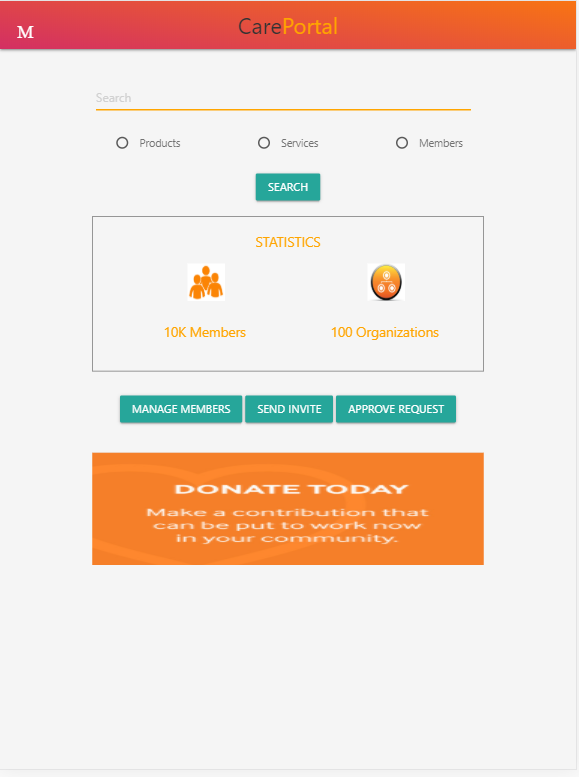 M
CarePortal
Search
Products Services Members
SEARCH
STATISTICS
10K Members 100 Organizations
MANAGE MEMBERS SEND INVITE APPROVE REQUEST
DONATE TODAY
Make a contribution that
can be put to work now
in your community.